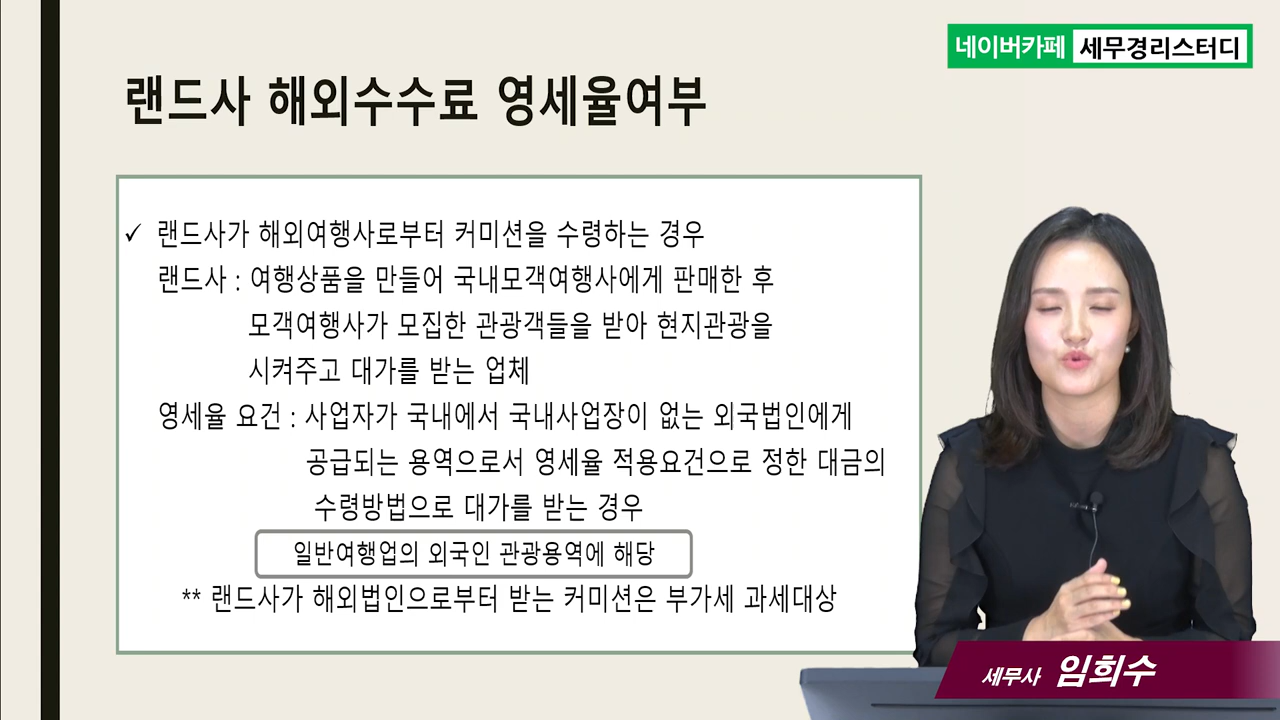 네이버카페 세무경리스터디
랜드사 해외수수료 영세율여부
✓ 랜드사가 해외여행사로부터 커미션을 수령하는 경우
랜드사 : 여행상품을 만들어 국내모객여행사에게 판매한 후
모객여행사가 모집한 관광객들을 받아 현지관광을
시켜주고 대가를 받는 업체
영세율 요건 : 사업자가 국내에서 국내사업장이 없는 외국법인에게
공급되는 용역으로서 영세율 적용요건으로 정한 대금의
수령방법으로 대가를 받는 경우
일반여행업의 외국인 관광용역에 해당
** 랜드사가 해외법인으로부터 받는 커미션은 부가세 과세대상
세무사 임희수